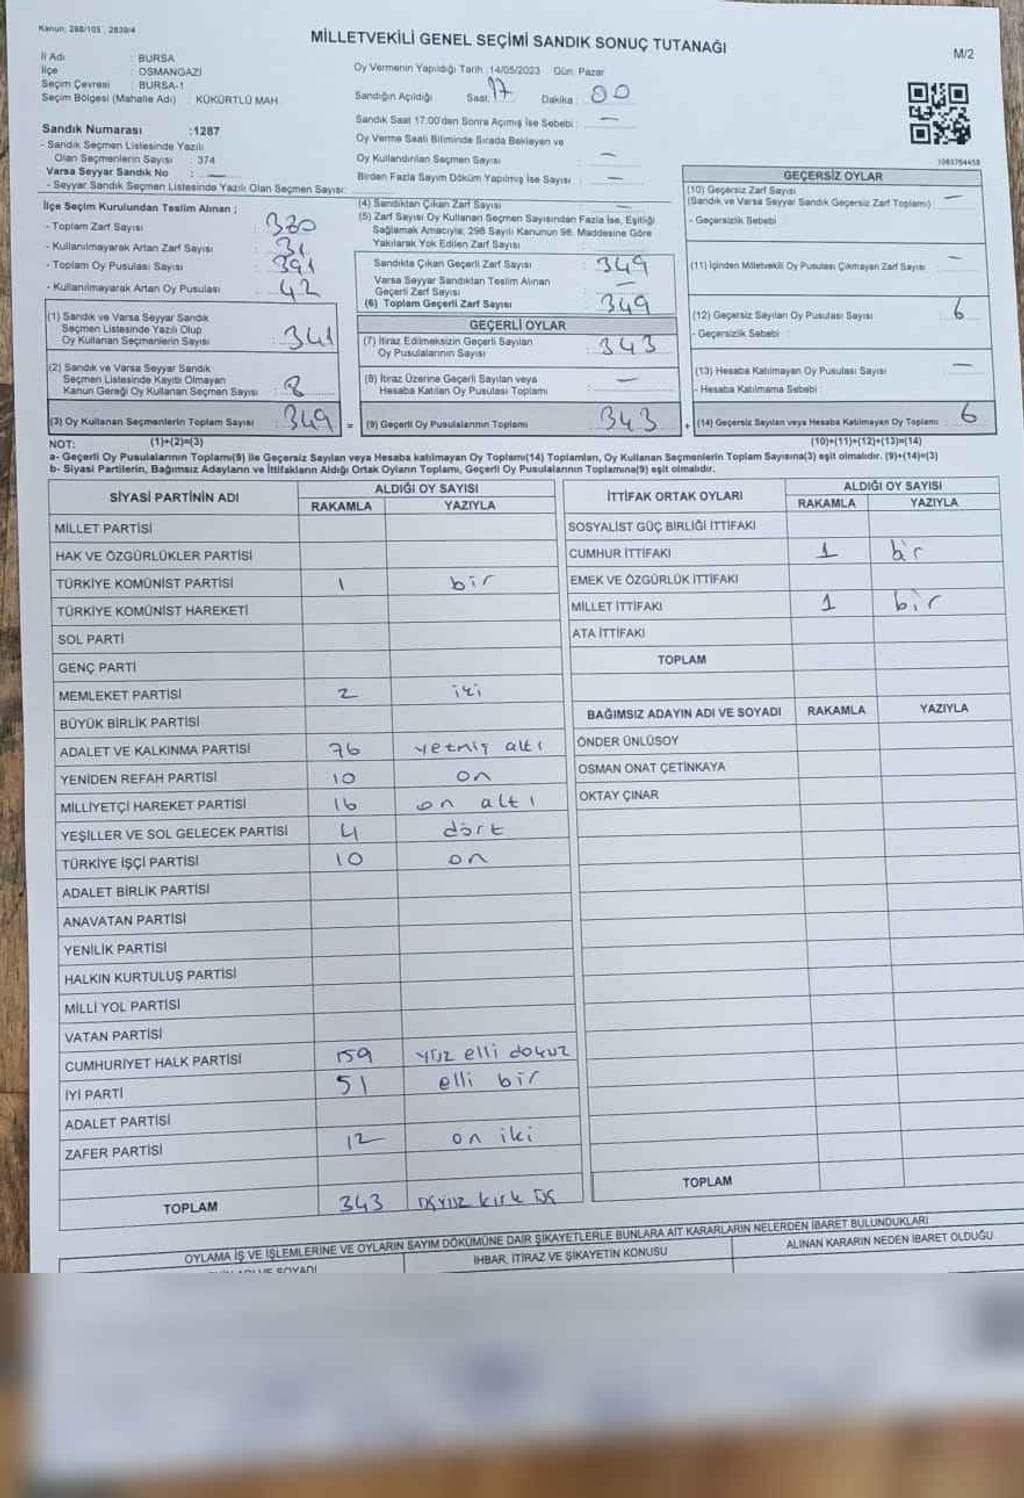 Kanun: 298/105 , 2839/4
MİLLETVEKİLİ GENEL SEÇİMİ SANDIK SONUÇ TUTANAĞI
M/2
İl Adı : BURSA
İlçe : OSMANGAZİ
Seçim Çevresi : BURSA-1
Seçim Bölgesi (Mahalle Adı) : KÜKÜRTLÜ MAH.
Sandık Numarası :1287
- Sandık Seçmen Listesinde Yazılı
Olan Seçmenlerin Sayısı : 374
Varsa Seyyar Sandık No : —
- Seyyar Sandık Seçmen Listesinde Yazılı Olan Seçmen Sayısı:
Oy Vermenin Yapıldığı Tarih :14/05/2023 Gün: Pazar
Sandığın Açıldığı Saat: 17 Dakika : 00
Sandık Saat 17:00'den Sonra Açımış İse Sebebi : —
Oy Verme Saati Bitiminde Sırada Bekleyen ve
Oy Kullandırılan Seçmen Sayısı : —
Birden Fazla Sayım Döküm Yapılmış İse Sayısı : —
İlçe Seçim Kurulundan Teslim Alınan ;
- Toplam Zarf Sayısı : 380
- Kullanılmayarak Artan Zarf Sayısı : 31
- Toplam Oy Pusulası Sayısı : 391
- Kullanılmayarak Artan Oy Pusulası : 42
(1) Sandık ve Varsa Seyyar Sandık
Seçmen Listesinde Yazılı Olup
Oy Kullanan Seçmenlerin Sayısı : 341
(2) Sandık ve Varsa Seyyar Sandık
Seçmen Listesinde Kayıtlı Olmayan
Kanun Gereği Oy Kullanan Seçmen Sayısı : 8
(3) Oy Kullanan Seçmenlerin Toplam Sayısı : 349 =
(4) Sandıktan Çıkan Zarf Sayısı : —
(5) Zarf Sayısı Oy Kullanan Seçmen Sayısından Fazla İse, Eşitliği
Sağlamak Amacıyla; 298 Sayılı Kanunun 98. Maddesine Göre
Yakılarak Yok Edilen Zarf Sayısı :
Sandıkta Çıkan Geçerli Zarf Sayısı : 349
Varsa Seyyar Sandıktan Teslim Alınan
Geçerli Zarf Sayısı : —
(6) Toplam Geçerli Zarf Sayısı : 349
GEÇERLİ OYLAR
(7) İtiraz Edilmeksizin Geçerli Sayılan
Oy Pusulalarının Sayısı : 343
(8) İtiraz Üzerine Geçerli Sayılan veya
Hesaba Katılan Oy Pusulası Toplamı : —
(9) Geçerli Oy Pusulalarının Toplamı : 343 +
1083764458
GEÇERSİZ OYLAR
(10) Geçersiz Zarf Sayısı
(Sandık ve Varsa Seyyar Sandık Geçersiz Zarf Toplamı) : —
- Geçersizlik Sebebi :
(11) İçinden Milletvekili Oy Pusulası Çıkmayan Zarf Sayısı : —
(12) Geçersiz Sayılan Oy Pusulası Sayısı : 6
- Geçersizlik Sebebi :
(13) Hesaba Katılmayan Oy Pusulası Sayısı : —
- Hesaba Katılmama Sebebi :
(14) Geçersiz Sayılan veya Hesaba Katılmayan Oy Toplamı : 6
NOT: (1)+(2)=(3) (10)+(11)+(12)+(13)=(14)
a- Geçerli Oy Pusulalarının Toplamı(9) ile Geçersiz Sayılan veya Hesaba katılmayan Oy Toplamı(14) Toplamları, Oy Kullanan Seçmenlerin Toplam Sayısına(3) eşit olmalıdır. (9)+(14)=(3)
b- Siyasi Partilerin, Bağımsız Adayların ve İttifakların Aldığı Ortak Oyların Toplamı, Geçerli Oy Pusulalarının Toplamına(9) eşit olmalıdır.
SİYASİ PARTİNİN ADI ALDIĞI OY SAYISI
RAKAMLA YAZIYLA
MİLLET PARTİSİ
HAK VE ÖZGÜRLÜKLER PARTİSİ
TÜRKİYE KOMÜNİST PARTİSİ 1 bir
TÜRKİYE KOMÜNİST HAREKETİ
SOL PARTİ
GENÇ PARTİ
MEMLEKET PARTİSİ 2 iki
BÜYÜK BİRLİK PARTİSİ
ADALET VE KALKINMA PARTİSİ 76 yetmiş altı
YENİDEN REFAH PARTİSİ 10 on
MİLLİYETÇİ HAREKET PARTİSİ 16 on altı
YEŞİLLER VE SOL GELECEK PARTİSİ 4 dört
TÜRKİYE İŞÇİ PARTİSİ 10 on
ADALET BİRLİK PARTİSİ
ANAVATAN PARTİSİ
YENİLİK PARTİSİ
HALKIN KURTULUŞ PARTİSİ
MİLLİ YOL PARTİSİ
VATAN PARTİSİ
CUMHURİYET HALK PARTİSİ 159 yüz elli dokuz
İYİ PARTİ 51 elli bir
ADALET PARTİSİ
ZAFER PARTİSİ 12 on iki
TOPLAM 343 üçyüz kırk üç
İTTİFAK ORTAK OYLARI ALDIĞI OY SAYISI
RAKAMLA YAZIYLA
SOSYALİST GÜÇ BİRLİĞİ İTTİFAKI
CUMHUR İTTİFAKI 1 bir
EMEK VE ÖZGÜRLÜK İTTİFAKI
MİLLET İTTİFAKI 1 bir
ATA İTTİFAKI
TOPLAM
BAĞIMSIZ ADAYIN ADI VE SOYADI RAKAMLA YAZIYLA
ÖNDER ÜNLÜSOY
OSMAN ONAT ÇETİNKAYA
OKTAY ÇINAR
TOPLAM
OYLAMA İŞ VE İŞLEMLERİNE VE OYLARIN SAYIM DÖKÜMÜNE DAİR ŞİKAYETLERLE BUNLARA AİT KARARLARIN NELERDEN İBARET BULUNDUKLARI
İHBAR, İTİRAZ VE ŞİKAYETİN KONUSU
ALINAN KARARIN NEDEN İBARET OLDUĞU